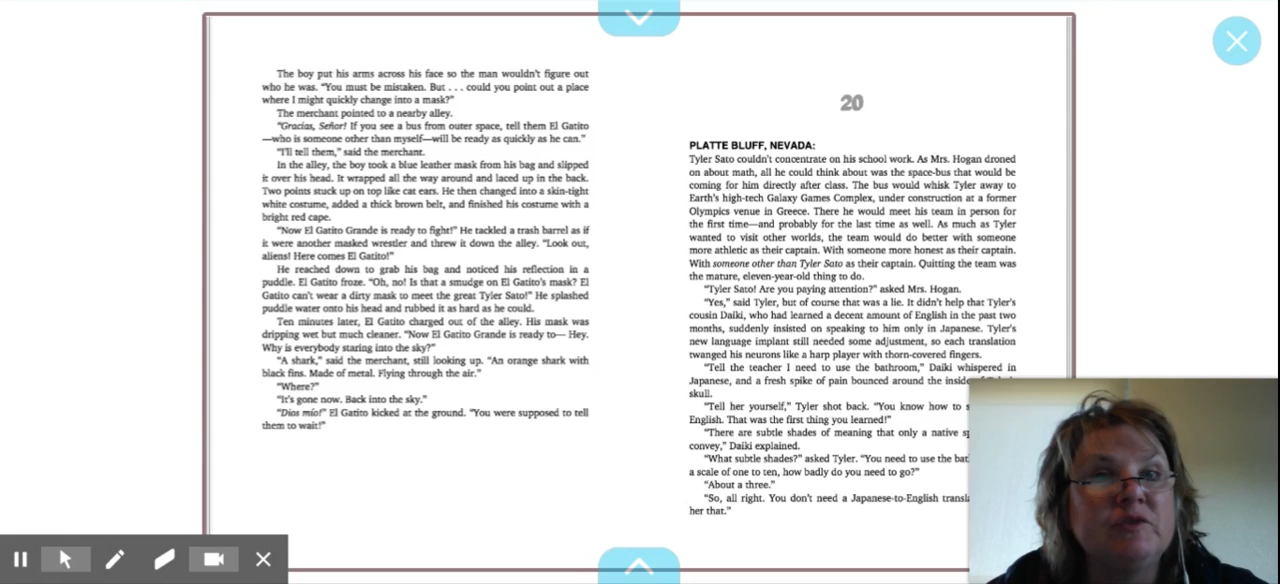 The boy put his arms across his face so the man wouldn't figure out
who he was. "You must be mistaken. But . . . could you point out a place
where I might quickly change into a mask?"
The merchant pointed to a nearby alley.
"Gracias, Señor! If you see a bus from outer space, tell them El Gatito
—who is someone other than myself—will be ready as quickly as he can."
"I'll tell them," said the merchant.
In the alley, the boy took a blue leather mask from his bag and slipped
it over his head. It wrapped all the way around and laced up in the back.
Two points stuck up on top like cat ears. He then changed into a skin-tight
white costume, added a thick brown belt, and finished his costume with a
bright red cape.
"Now El Gatito Grande is ready to fight!" He tackled a trash barrel as if
it were another masked wrestler and threw it down the alley. "Look out,
aliens! Here comes El Gatito!"
He reached down to grab his bag and noticed his reflection in a
puddle. El Gatito froze. "Oh, no! Is that a smudge on El Gatito's mask? El
Gatito can't wear a dirty mask to meet the great Tyler Sato!" He splashed
puddle water onto his head and rubbed it as hard as he could.
Ten minutes later, El Gatito charged out of the alley. His mask was
dripping wet but much cleaner. "Now El Gatito Grande is ready to— Hey.
Why is everybody staring into the sky?"
"A shark," said the merchant, still looking up. "An orange shark with
black fins. Made of metal. Flying through the air."
"Where?"
"It's gone now. Back into the sky."
"Dios mío!" El Gatito kicked at the ground. "You were supposed to tell
them to wait!"
20
PLATTE BLUFF, NEVADA:
Tyler Sato couldn't concentrate on his school work. As Mrs. Hogan droned
on about math, all he could think about was the space-bus that would be
coming for him directly after class. The bus would whisk Tyler away to
Earth's high-tech Galaxy Games Complex, under construction at a former
Olympics venue in Greece. There he would meet his team in person for
the first time—and probably for the last time as well. As much as Tyler
wanted to visit other worlds, the team would do better with someone
more athletic as their captain. With someone more honest as their captain.
With someone other than Tyler Sato as their captain. Quitting the team was
the mature, eleven-year-old thing to do.
"Tyler Sato! Are you paying attention?" asked Mrs. Hogan.
"Yes," said Tyler, but of course that was a lie. It didn't help that Tyler's
cousin Daiki, who had learned a decent amount of English in the past two
months, suddenly insisted on speaking to him only in Japanese. Tyler's
new language implant still needed some adjustment, so each translation
twanged his neurons like a harp player with thorn-covered fingers.
"Tell the teacher I need to use the bathroom," Daiki whispered in
Japanese, and a fresh spike of pain bounced around the inside
skull.
"Tell her yourself," Tyler shot back. "You know how to
English. That was the first thing you learned!"
"There are subtle shades of meaning that only a native
convey," Daiki explained.
"What subtle shades?" asked Tyler. "You need to use the
a scale of one to ten, how badly do you need to go?"
"About a three."
"So, all right. You don't need a Japanese-to-English
her that."